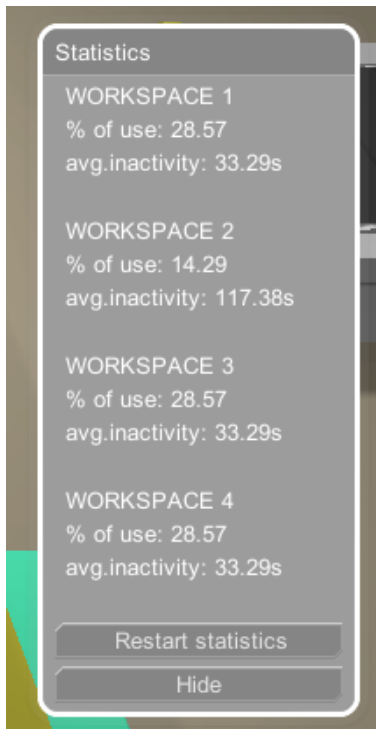 Statistics
WORKSPACE 1
% of use: 28.57
avg.inactivity: 33.29s
WORKSPACE 2
% of use: 14.29
avg.inactivity: 117.38s
WORKSPACE 3
% of use: 28.57
avg.inactivity: 33.29s
WORKSPACE 4
% of use: 28.57
avg.inactivity: 33.29s
Restart statistics
Hide